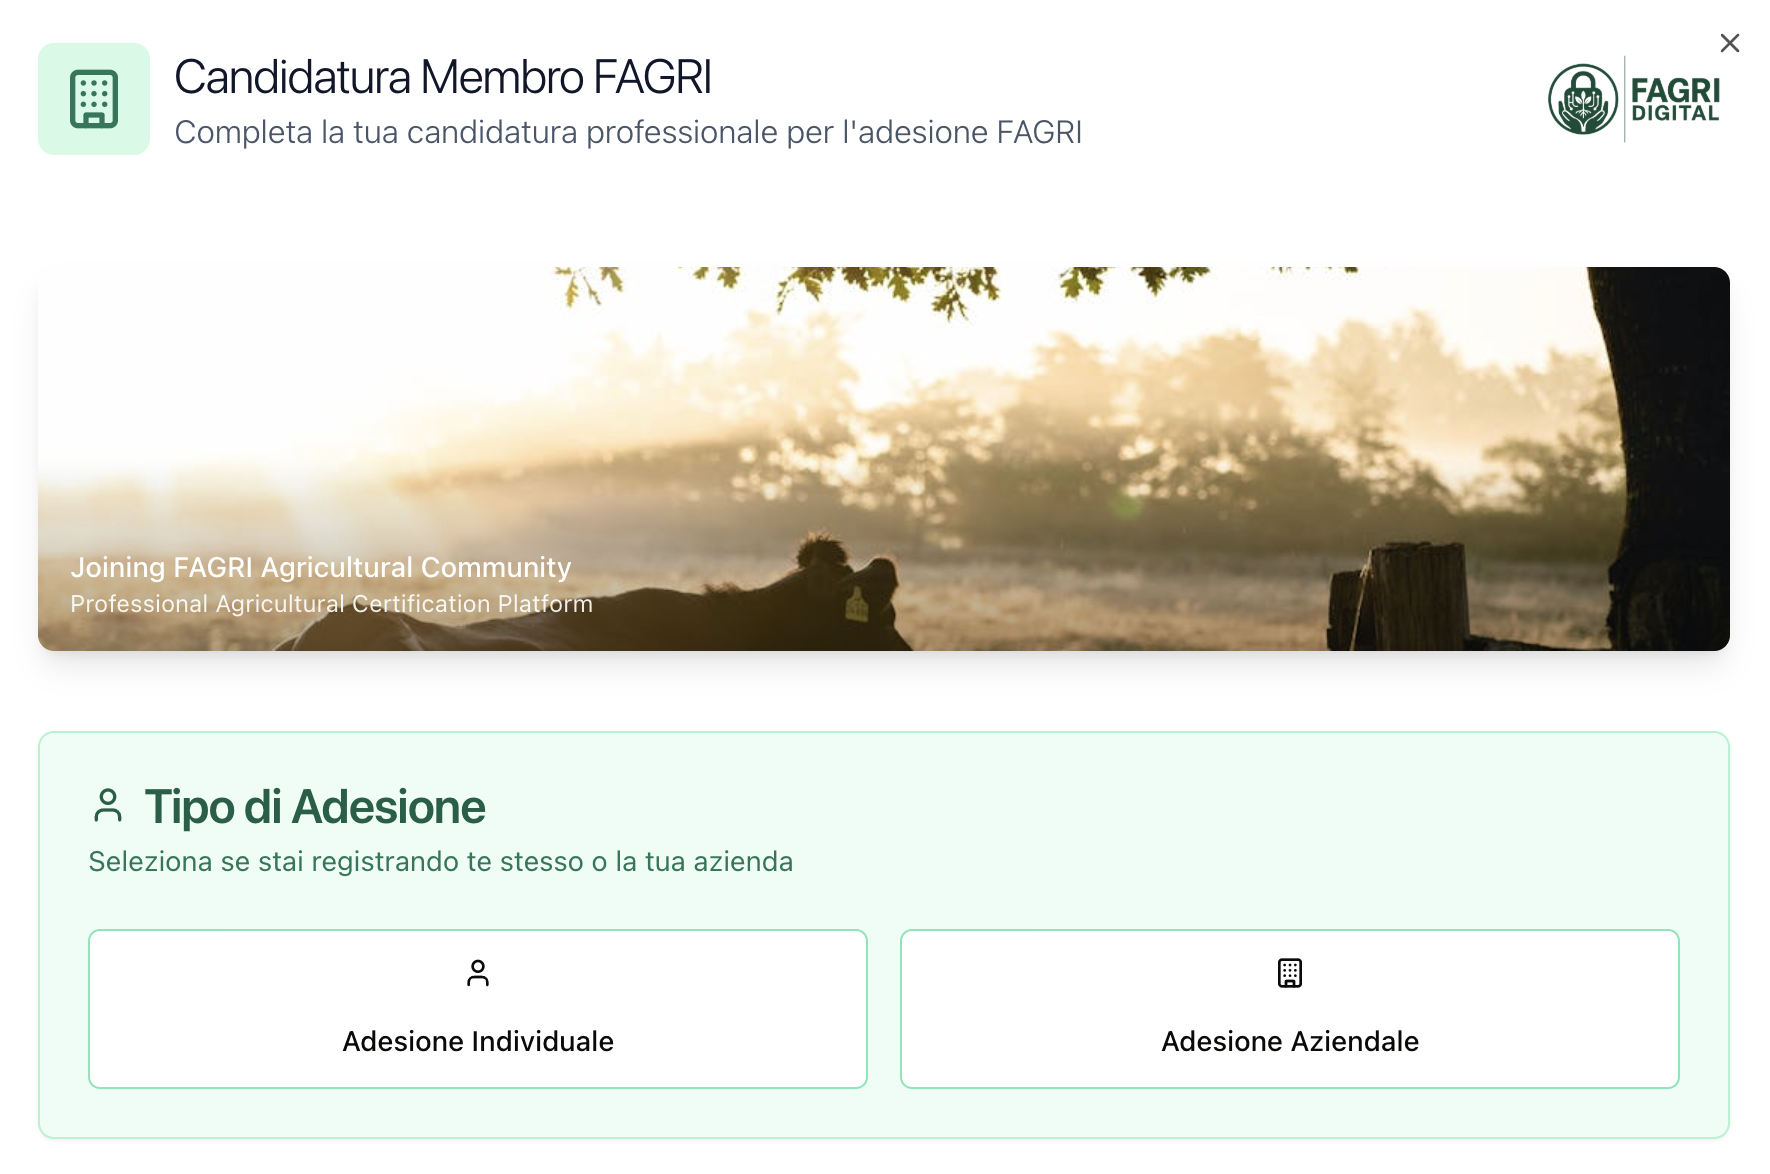 Candidatura Membro FAGRI
Completa la tua candidatura professionale per l'adesione FAGRI
FAGRI
DIGITAL
Joining FAGRI Agricultural Community
Professional Agricultural Certification Platform
Tipo di Adesione
Seleziona se stai registrando te stesso o la tua azienda
Adesione Individuale
Adesione Aziendale